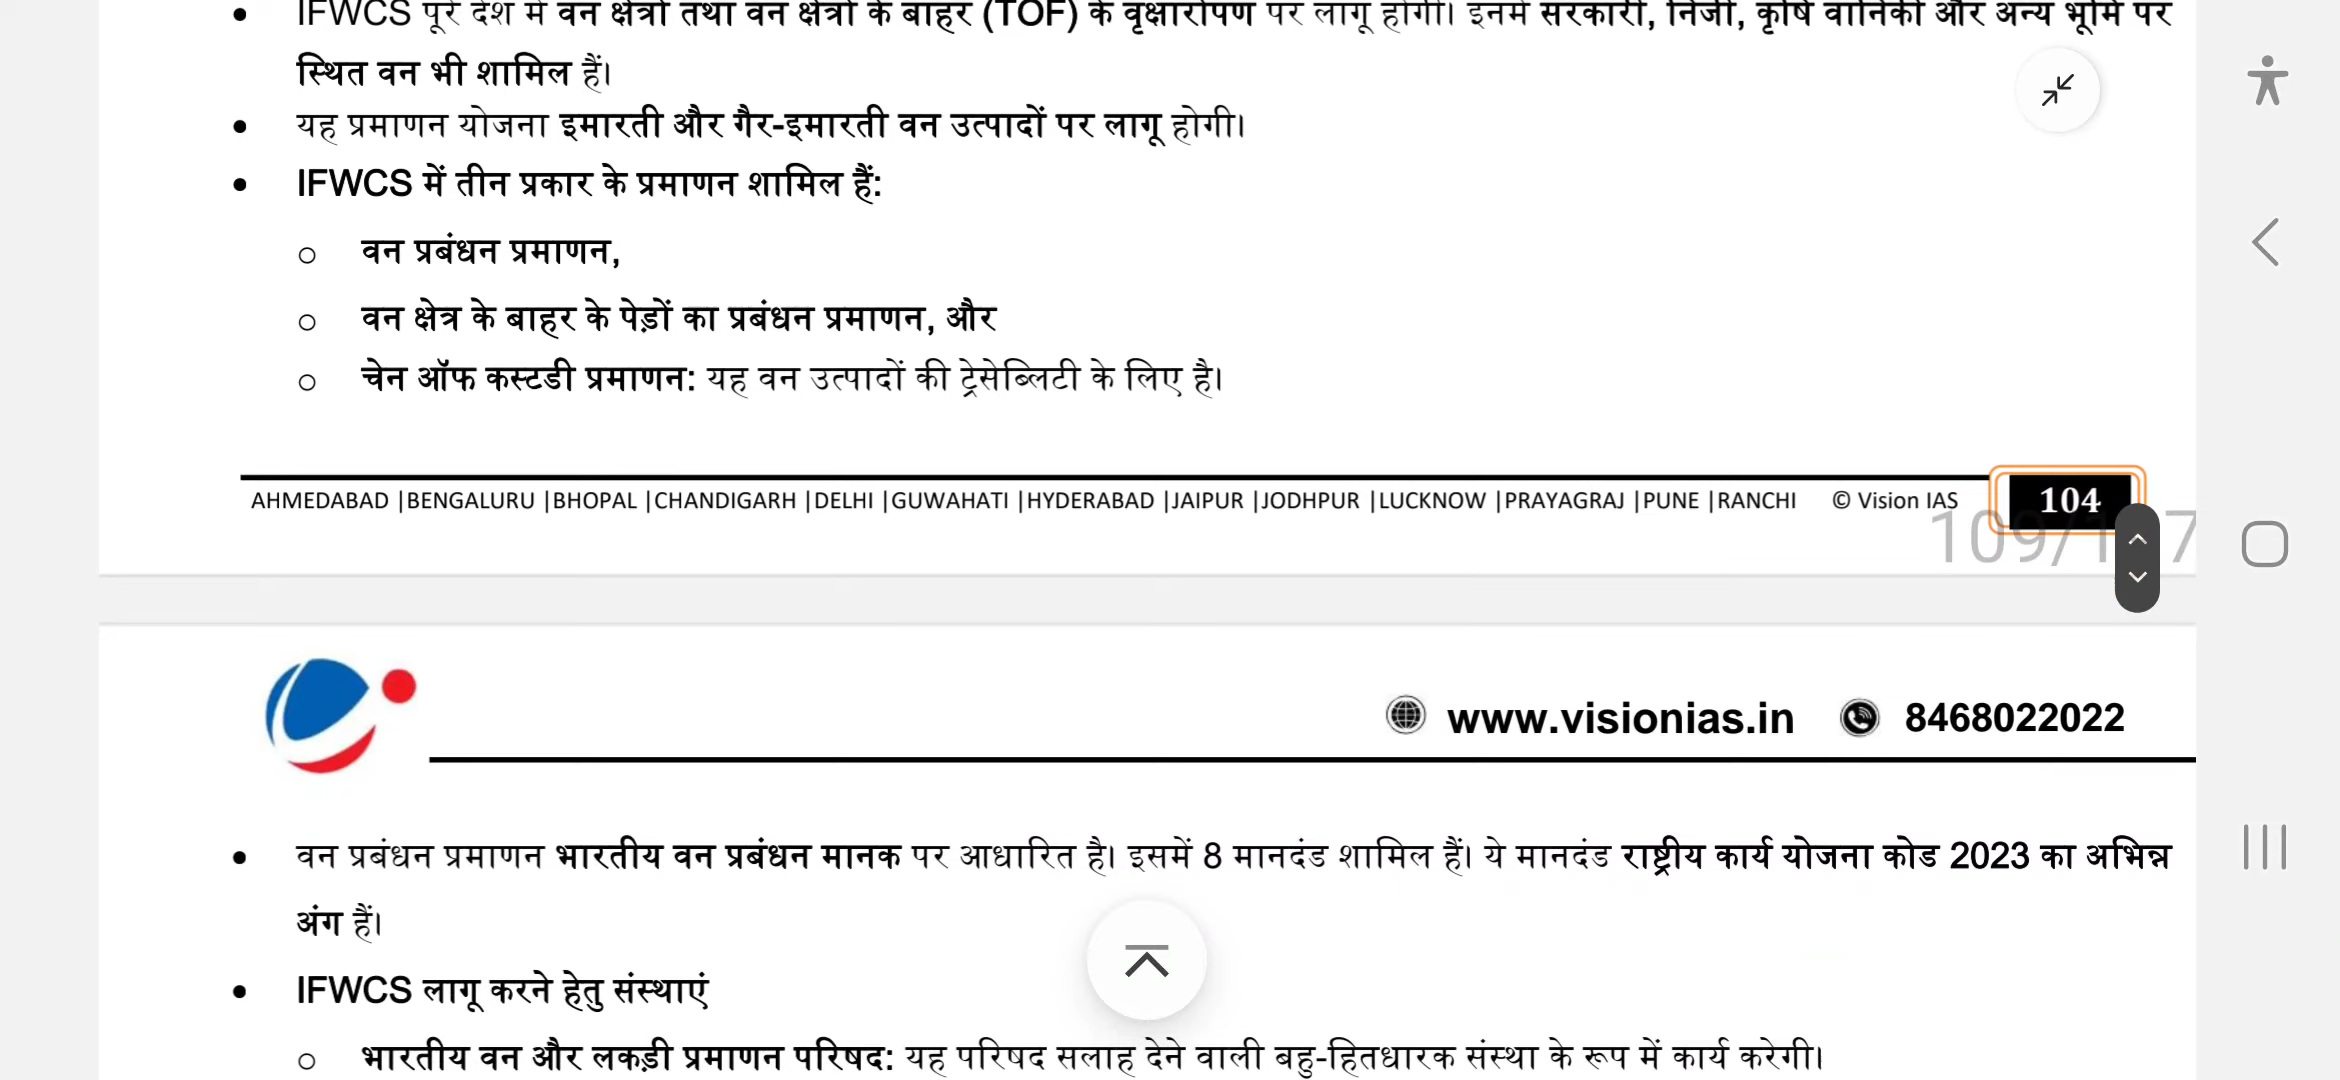 • IFWCS पूरे देश में वन क्षेत्रों तथा वन क्षेत्रों के बाहर (TOF) के वृक्षारोपण पर लागू होगी। इनमें सरकारी, निजी, कृषि वानिकी और अन्य भूमि पर
स्थित वन भी शामिल हैं।
• यह प्रमाणन योजना इमारती और गैर-इमारती वन उत्पादों पर लागू होगी।
• IFWCS में तीन प्रकार के प्रमाणन शामिल हैं:
o वन प्रबंधन प्रमाणन,
o वन क्षेत्र के बाहर के पेड़ों का प्रबंधन प्रमाणन, और
o चेन ऑफ कस्टडी प्रमाणन: यह वन उत्पादों की ट्रेसेब्लिटी के लिए है।
AHMEDABAD |BENGALURU |BHOPAL |CHANDIGARH |DELHI |GUWAHATI |HYDERABAD |JAIPUR |JODHPUR |LUCKNOW |PRAYAGRAJ |PUNE |RANCHI © Vision IAS 104
www.visionias.in 8468022022
• वन प्रबंधन प्रमाणन भारतीय वन प्रबंधन मानक पर आधारित है। इसमें 8 मानदंड शामिल हैं। ये मानदंड राष्ट्रीय कार्य योजना कोड 2023 का अभिन्न
अंग हैं।
• IFWCS लागू करने हेतु संस्थाएं
o भारतीय वन और लकड़ी प्रमाणन परिषद: यह परिषद सलाह देने वाली बहु-हितधारक संस्था के रूप में कार्य करेगी।